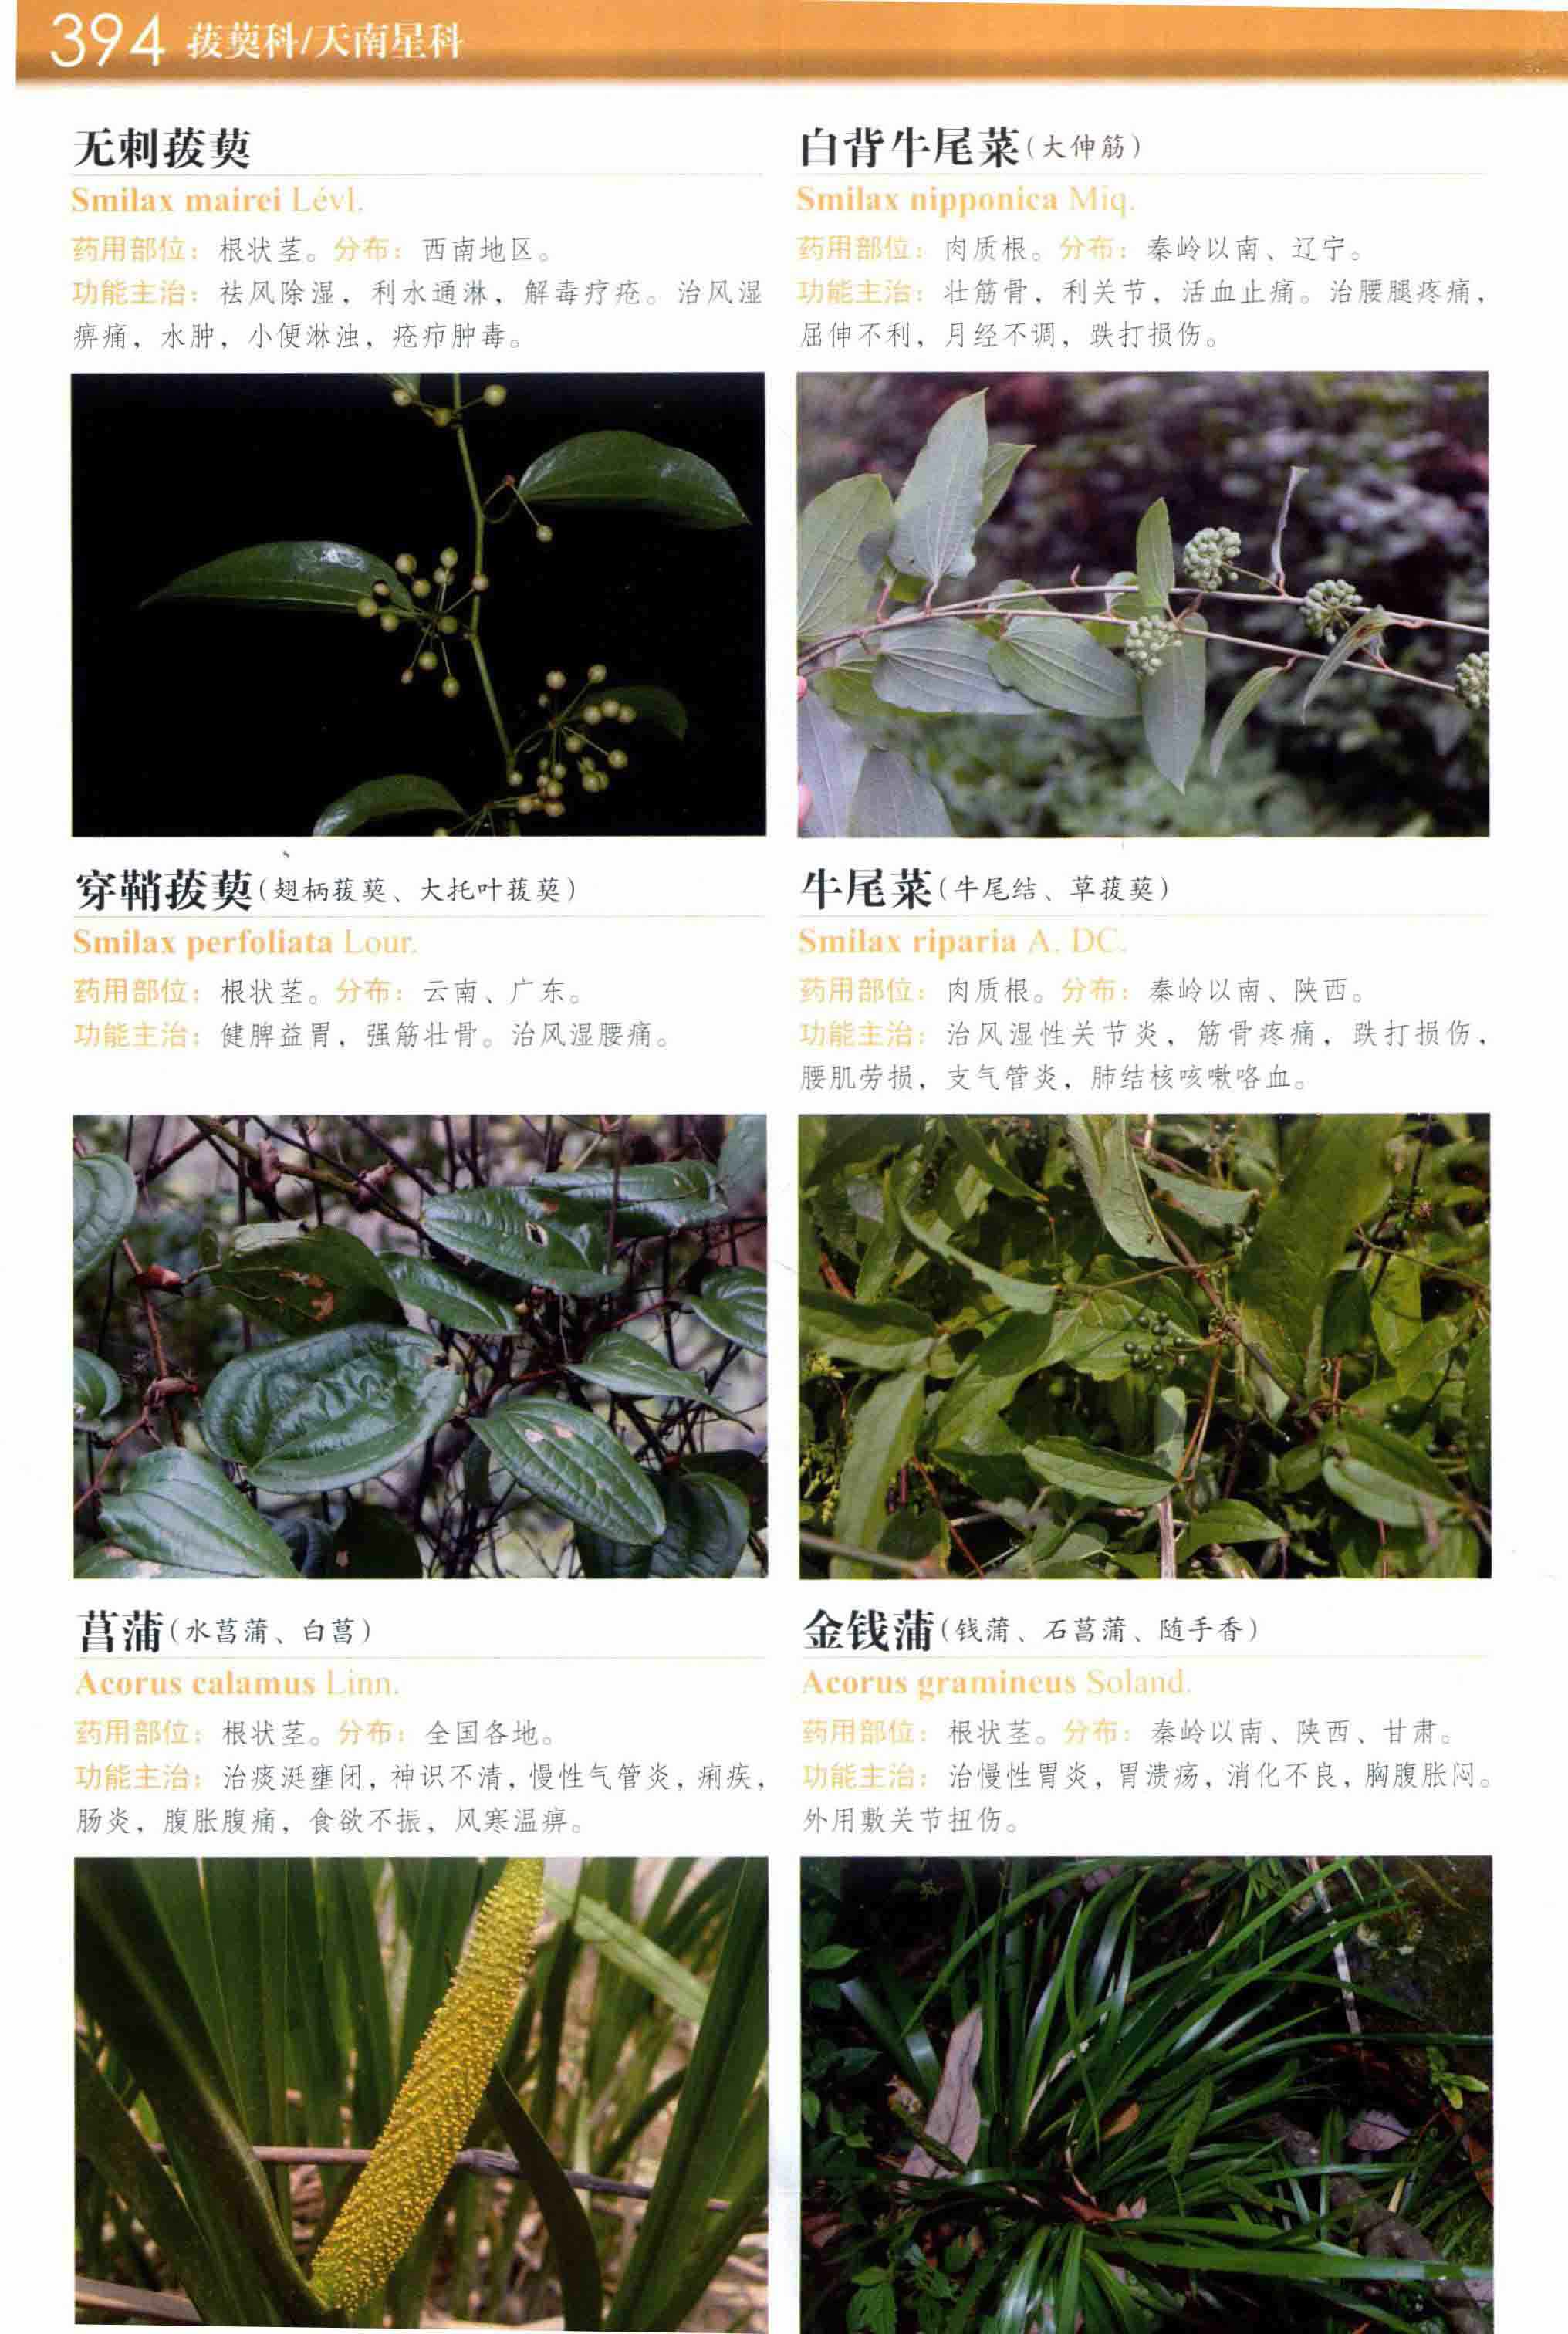 394 菝葜科/天南星科
无刺菝葜
Smilax mairei Lévl.
药用部位：根状茎。分布：西南地区。
功能主治：祛风除湿，利水通淋，解毒疗疮。治风湿
痹痛，水肿，小便淋浊，疮疖肿毒。
白背牛尾菜（大伸筋）
Smilax nipponica Miq.
药用部位：肉质根。分布：秦岭以南、辽宁。
功能主治：壮筋骨，利关节，活血止痛。治腰腿疼痛，
屈伸不利，月经不调，跌打损伤。
穿鞘菝葜（翅柄菝葜、大托叶菝葜）
Smilax perfoliata Lour.
药用部位：根状茎。分布：云南、广东。
功能主治：健脾益胃，强筋壮骨。治风湿腰痛。
牛尾菜（牛尾结、草菝葜）
Smilax riparia A. DC.
药用部位：肉质根。分布：秦岭以南、陕西。
功能主治：治风湿性关节炎，筋骨疼痛，跌打损伤，
腰肌劳损，支气管炎，肺结核咳嗽咯血。
菖蒲（水菖蒲、白菖）
Acorus calamus Linn.
药用部位：根状茎。分布：全国各地。
功能主治：治痰涎壅闭，神识不清，慢性气管炎，痢疾，
肠炎，腹胀腹痛，食欲不振，风寒温痹。
金钱蒲（钱蒲、石菖蒲、随手香）
Acorus gramineus Soland.
药用部位：根状茎。分布：秦岭以南、陕西、甘肃。
功能主治：治慢性胃炎，胃溃疡，消化不良，胸腹胀闷。
外用敷关节扭伤。